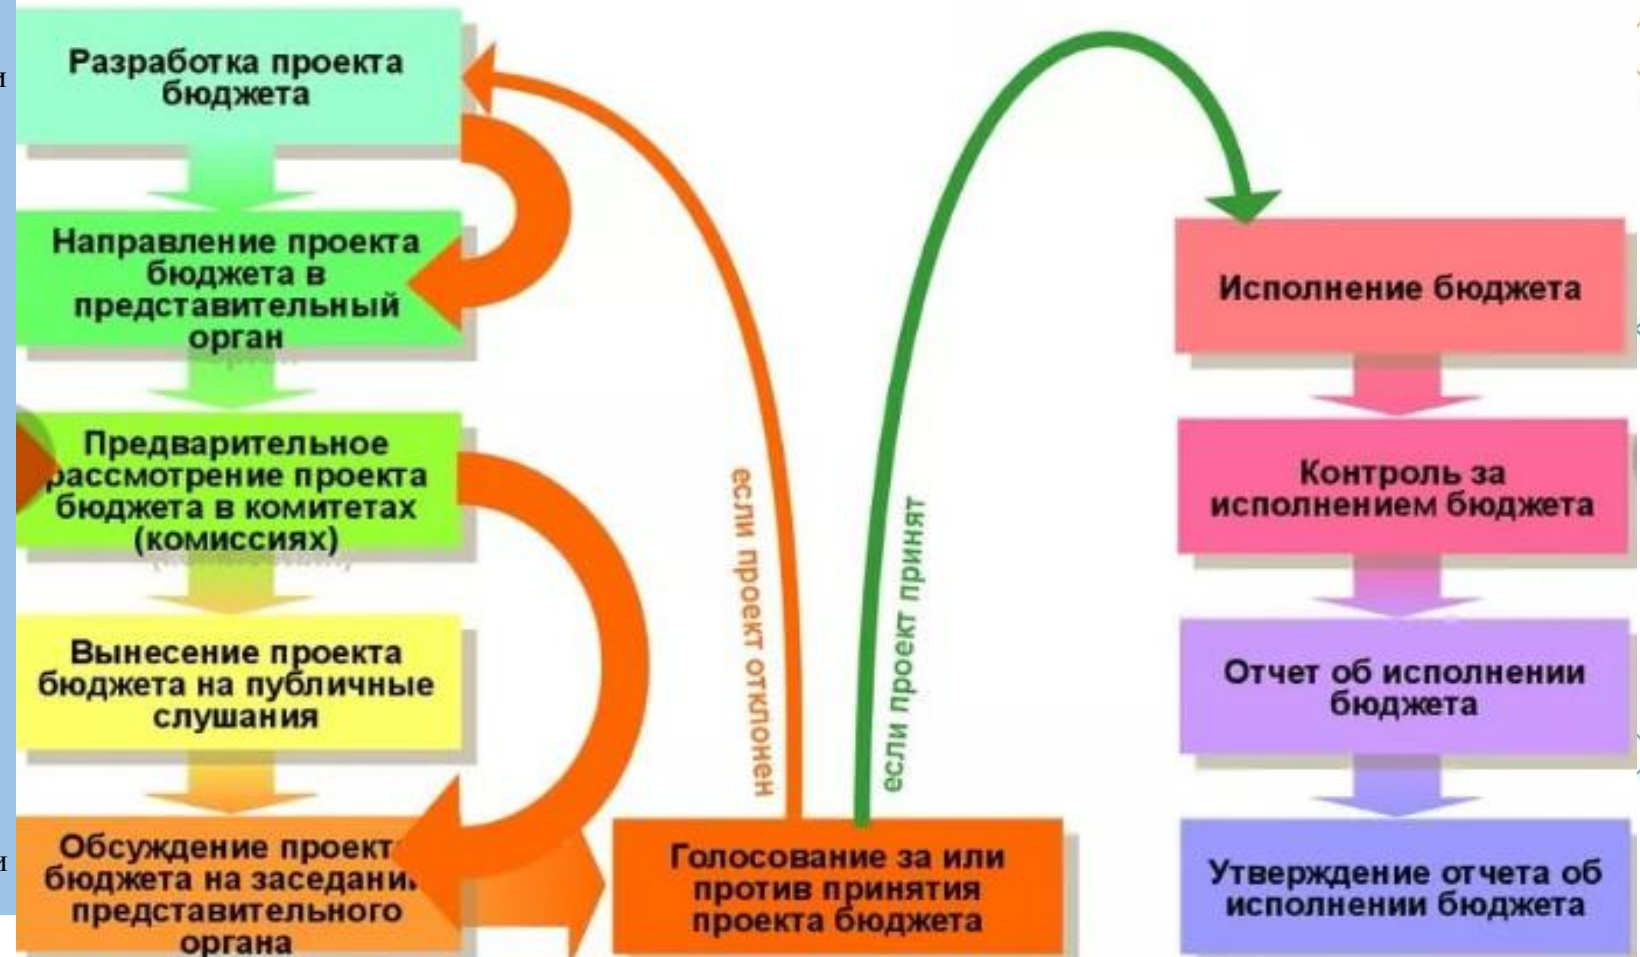 Разработка проекта
бюджета
Направление проекта
бюджета в
представительный
орган
Предварительное
рассмотрение проекта
бюджета в комитетах
(комиссиях)
Вынесение проекта
бюджета на публичные
слушания
Обсуждение проекта
бюджета на заседании
представительного
органа
если проект отклонен
если проект принят
Голосование за или
против принятия
проекта бюджета
Исполнение бюджета
Контроль за
исполнением бюджета
Отчет об исполнении
бюджета
Утверждение отчета об
исполнении бюджета